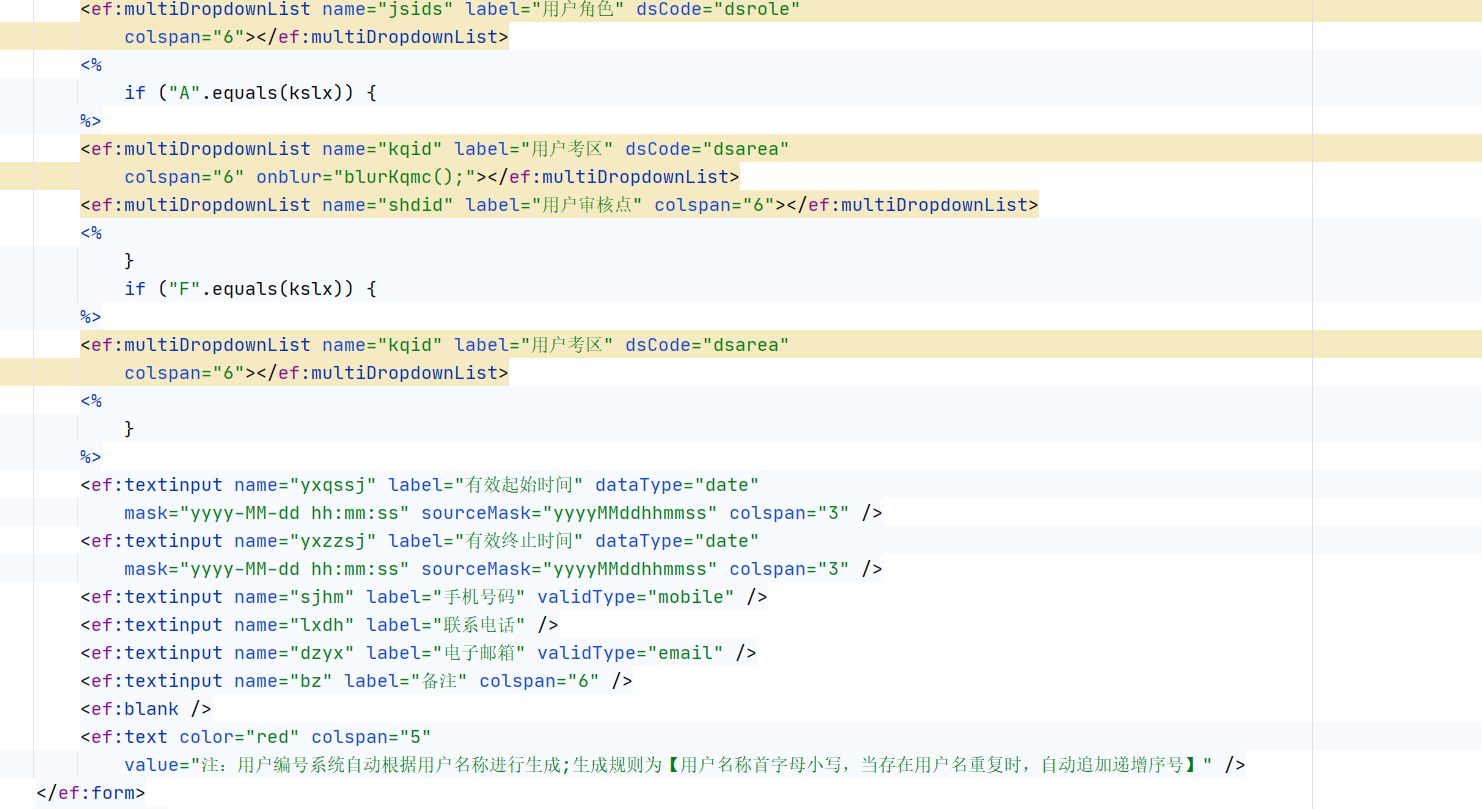 <ef:multiDropdownList name="jsids" label="用户角色" dsCode="dsrole"
colspan="6"></ef:multiDropdownList>
<%
if ("A".equals(kslx)) {
%>
<ef:multiDropdownList name="kqid" label="用户考区" dsCode="dsarea"
colspan="6" onblur="blurKqmc();"></ef:multiDropdownList>
<ef:multiDropdownList name="shdid" label="用户审核点" colspan="6"></ef:multiDropdownList>
<%
}
if ("F".equals(kslx)) {
%>
<ef:multiDropdownList name="kqid" label="用户考区" dsCode="dsarea"
colspan="6"></ef:multiDropdownList>
<%
}
%>
<ef:textinput name="yxqssj" label="有效起始时间" dataType="date"
mask="yyyy-MM-dd hh:mm:ss" sourceMask="yyyyMMddhhmmss" colspan="3" />
<ef:textinput name="yxzzsj" label="有效终止时间" dataType="date"
mask="yyyy-MM-dd hh:mm:ss" sourceMask="yyyyMMddhhmmss" colspan="3" />
<ef:textinput name="sjhm" label="手机号码" validType="mobile" />
<ef:textinput name="lxdh" label="联系电话" />
<ef:textinput name="dzyx" label="电子邮箱" validType="email" />
<ef:textinput name="bz" label="备注" colspan="6" />
<ef:blank />
<ef:text color="red" colspan="5"
value="注：用户编号系统自动根据用户名称进行生成;生成规则为【用户名称首字母小写，当存在用户名重复时，自动追加递增序号】" />
</ef:form>